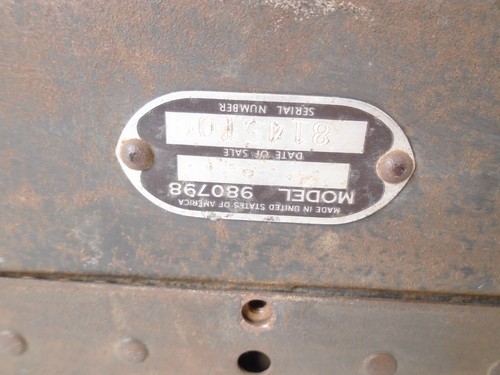 MADE IN UNITED STATES OF AMERICA
MODEL 980798
DATE OF SALE
SERIAL NUMBER